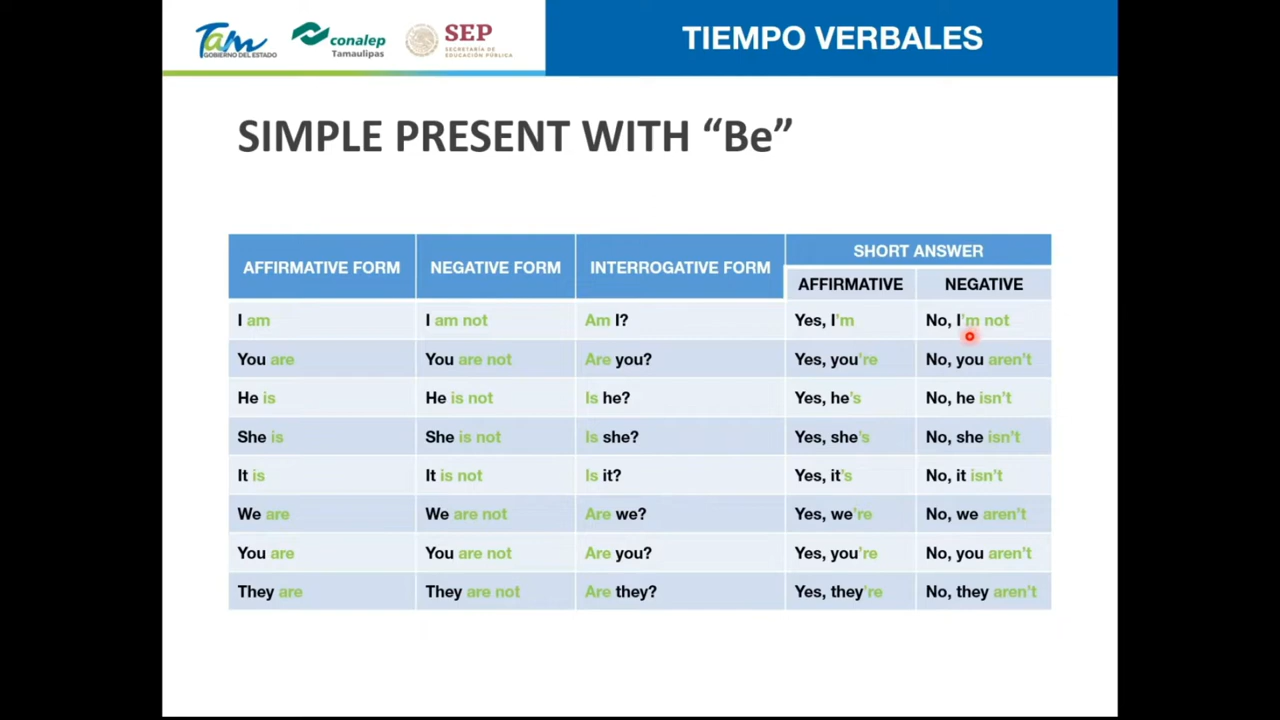 Tam
GOBIERNO DEL ESTADO
conalep
Tamaulipas
SEP
SECRETARÍA DE
EDUCACIÓN PÚBLICA
TIEMPO VERBALES
SIMPLE PRESENT WITH “Be”
AFFIRMATIVE FORM NEGATIVE FORM INTERROGATIVE FORM SHORT ANSWER
AFFIRMATIVE NEGATIVE
I am I am not Am I? Yes, I'm No, I'm not
You are You are not Are you? Yes, you're No, you aren't
He is He is not Is he? Yes, he's No, he isn't
She is She is not Is she? Yes, she's No, she isn't
It is It is not Is it? Yes, it's No, it isn't
We are We are not Are we? Yes, we're No, we aren't
You are You are not Are you? Yes, you're No, you aren't
They are They are not Are they? Yes, they're No, they aren't